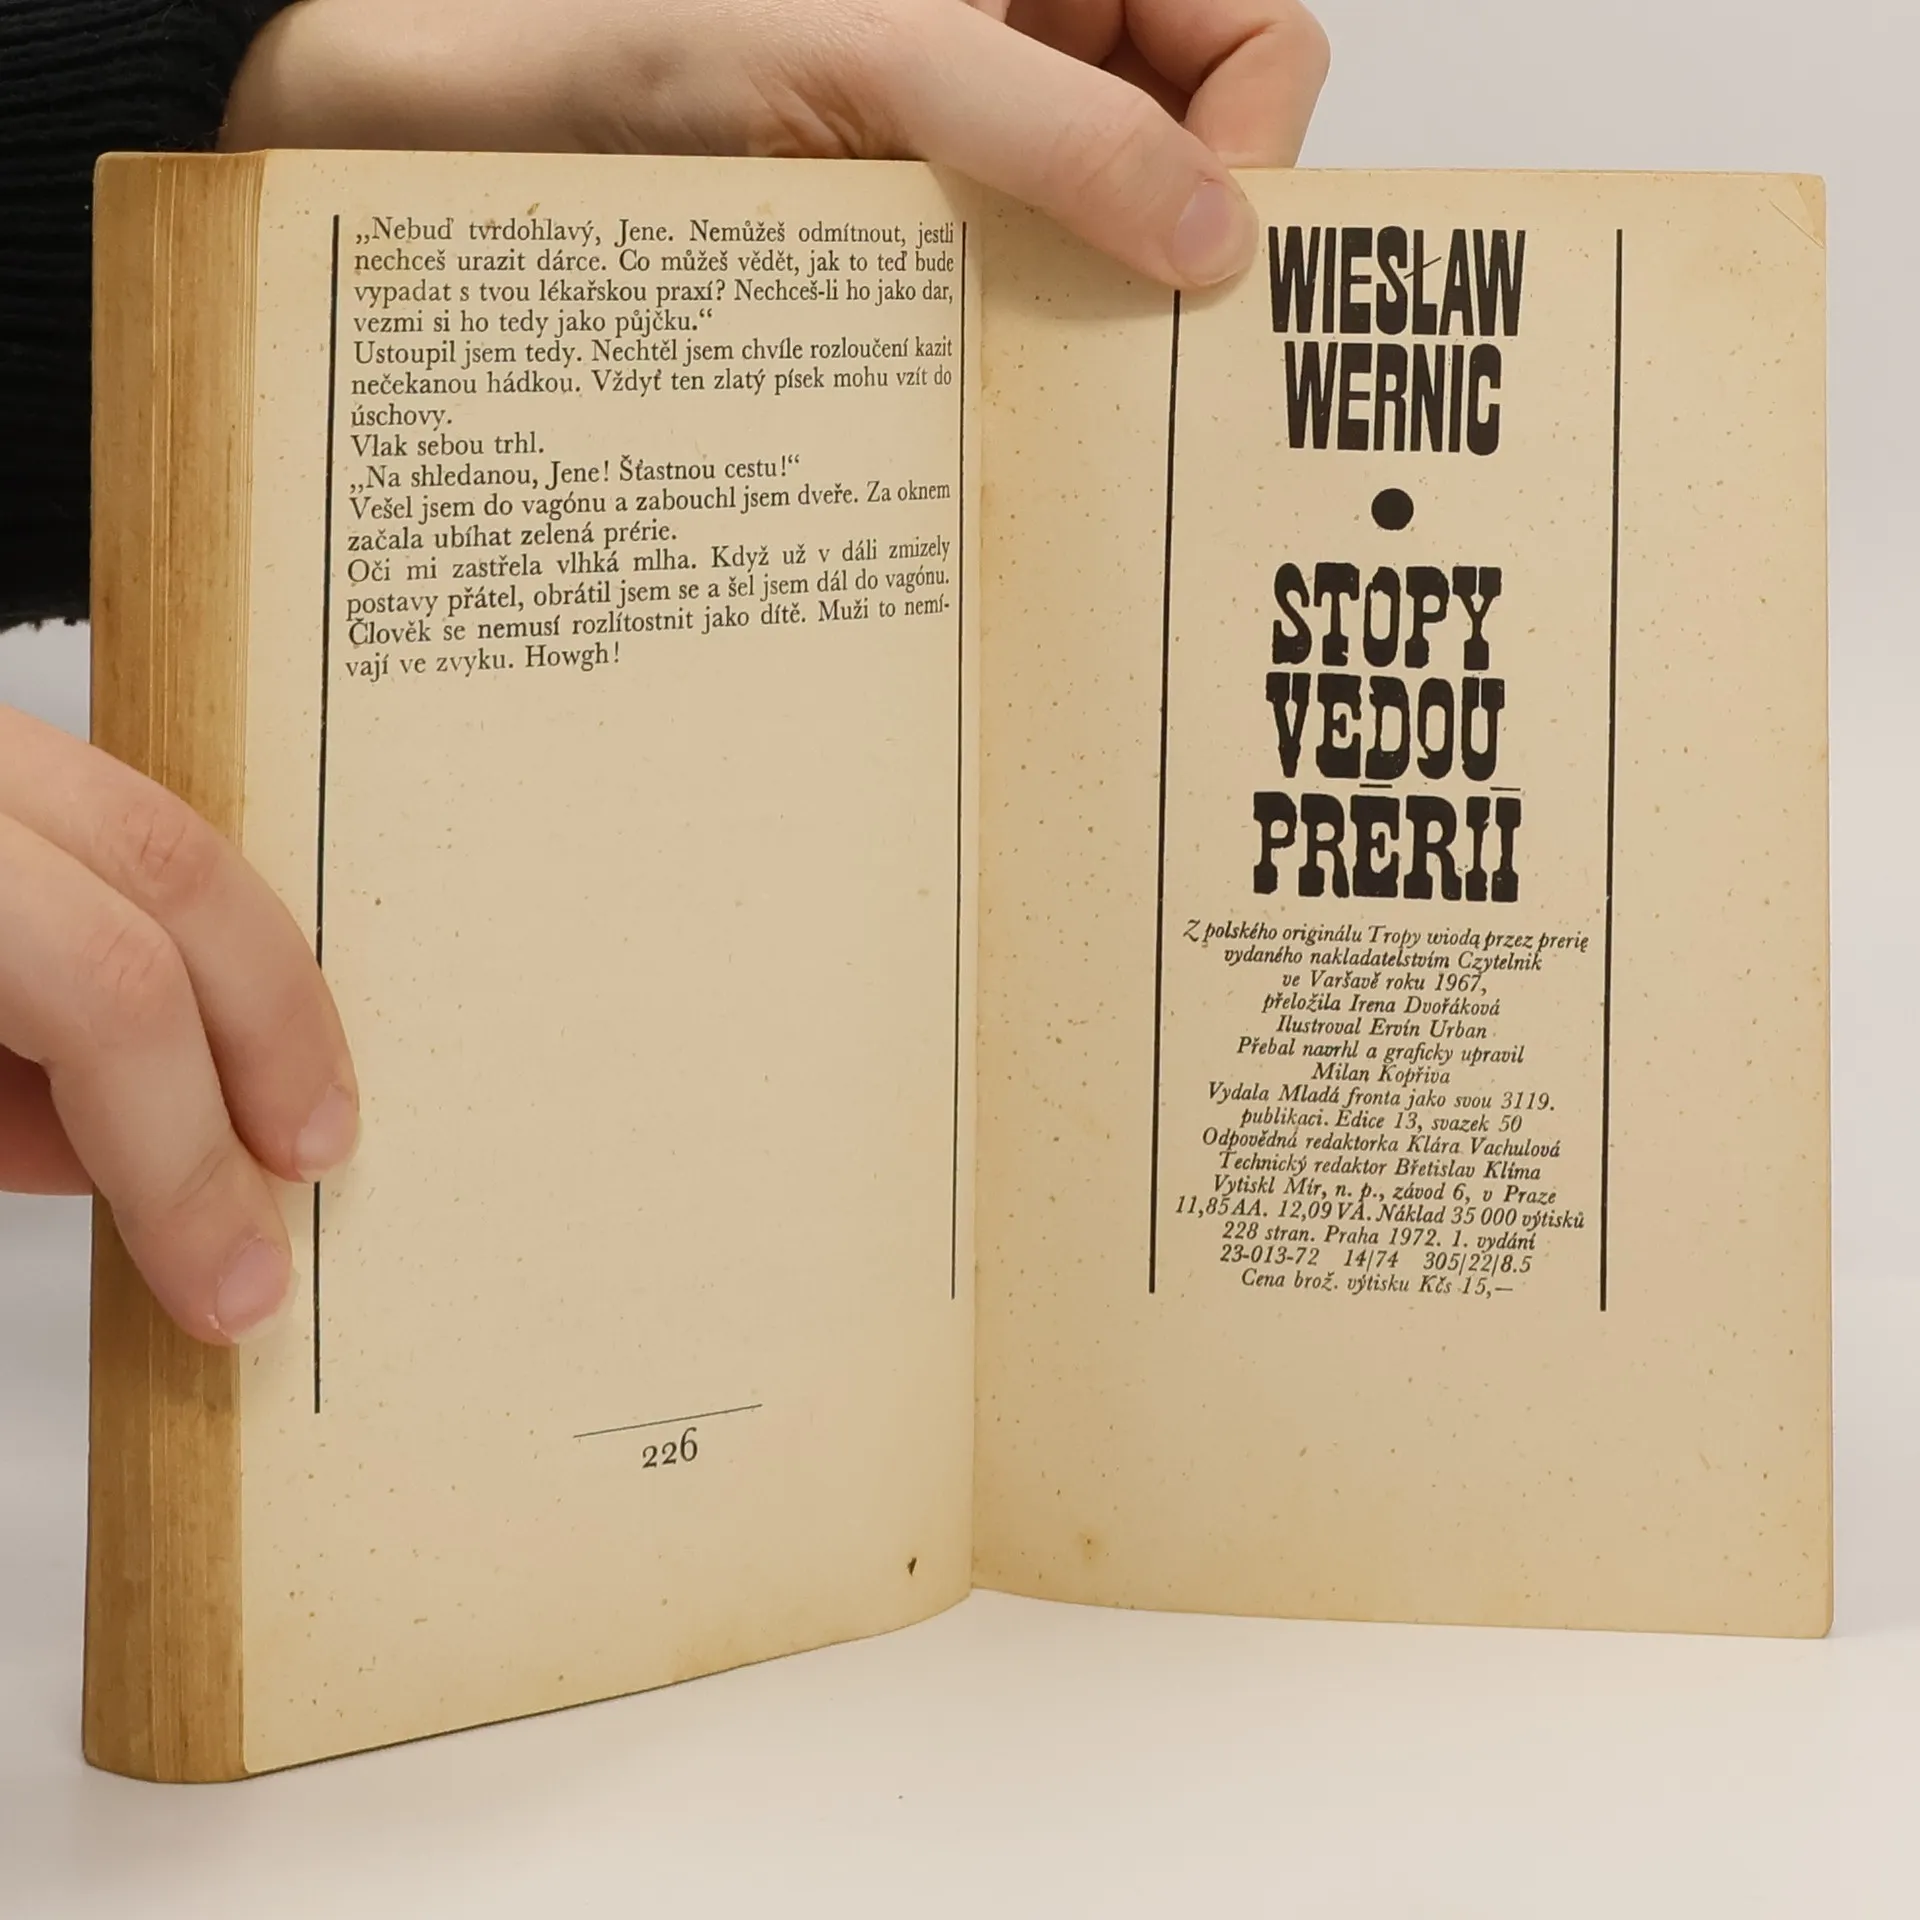 „Nebuď tvrdohlavý, Jene. Nemůžeš odmítnout, jestli
nechceš urazit dárce. Co můžeš vědět, jak to teď bude
vypadat s tvou lékařskou praxí? Nechceš-li ho jako dar,
vezmi si ho tedy jako půjčku.“
Ustoupil jsem tedy. Nechtěl jsem chvíle rozloučení kazit
nečekanou hádkou. Vždyť ten zlatý písek mohu vzít do
úschovy.
Vlak sebou trhl.
„Na shledanou, Jene! Šťastnou cestu!“
Vešel jsem do vagónu a zabouchl jsem dveře. Za oknem
začala ubíhat zelená prérie.
Oči mi zastřela vlhká mlha. Když už v dáli zmizely
postavy přátel, obrátil jsem se a šel jsem dál do vagónu.
Člověk se nemusí rozlítostnit jako dítě. Muži to nemí-
vají ve zvyku. Howgh!
226
WIESŁAW
WERNIC
STOPY
VEDOU
PRÉRIÍ
Z polského originálu Tropy wiodą przez prerię
vydaného nakladatelstvím Czytelnik
ve Varšavě roku 1967,
přeložila Irena Dvořáková
Ilustroval Ervín Urban
Přebal navrhl a graficky upravil
Milan Kopřiva
Vydala Mladá fronta jako svou 3119.
publikaci. Edice 13, svazek 50
Odpovědná redaktorka Klára Vachulová
Technický redaktor Břetislav Klíma
Vytiskl Mír, n. p., závod 6, v Praze
11,85 AA. 12,09 VA. Náklad 35 000 výtisků
228 stran. Praha 1972. 1. vydání
23-013-72 14/74 305/22/8.5
Cena brož. výtisku Kčs 15,—